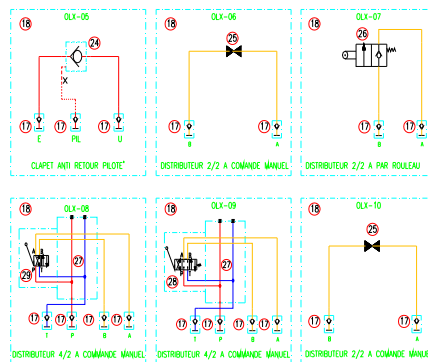 OLX-05
18
24
17
17
17
E
PIL
U
CLAPET ANTI RETOUR PILOTE'
OLX-06
18
25
17
17
B
A
DISTRIBUTEUR 2/2 A COMANDE MANUEL
OLX-07
18
26
17
17
B
A
DISTRIBUTEUR 2/2 A PAR ROULEAU
OLX-08
18
27
29
17
17
17
17
T
P
B
A
DISTRIBUTEUR 4/2 A COMMANDE MANUEL
OLX-09
18
27
28
17
17
17
17
T
P
B
A
DISTRIBUTEUR 4/2 A COMMANDE MANUEL
OLX-10
18
25
17
17
B
A
DISTRIBUTEUR 2/2 A COMANDE MANUEL